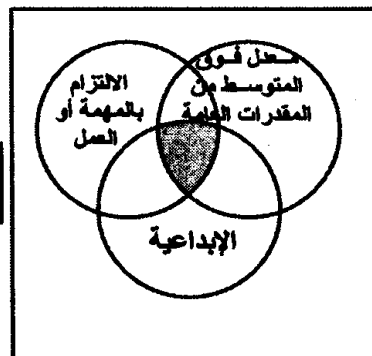 معدل فوق
المتوسط من
المقدرات العامة
الالتزام
بالمهمة أو
العمل
الإبداعية